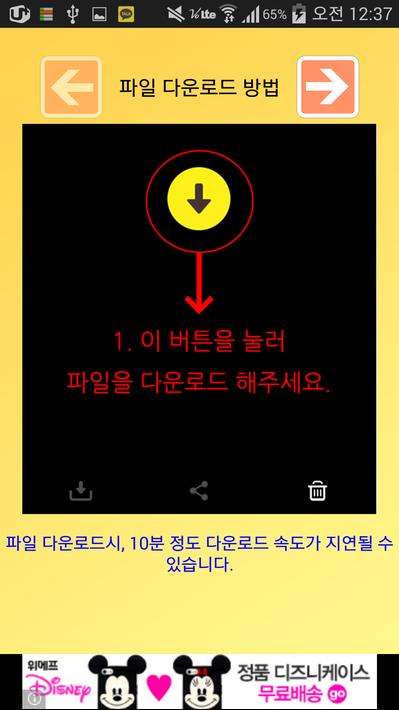 65% 오전 12:37
파일 다운로드 방법
1. 이 버튼을 눌러
파일을 다운로드 해주세요.
파일 다운로드시, 10분 정도 다운로드 속도가 지연될 수
있습니다.
위메프
Disney
정품 디즈니케이스
무료배송 go